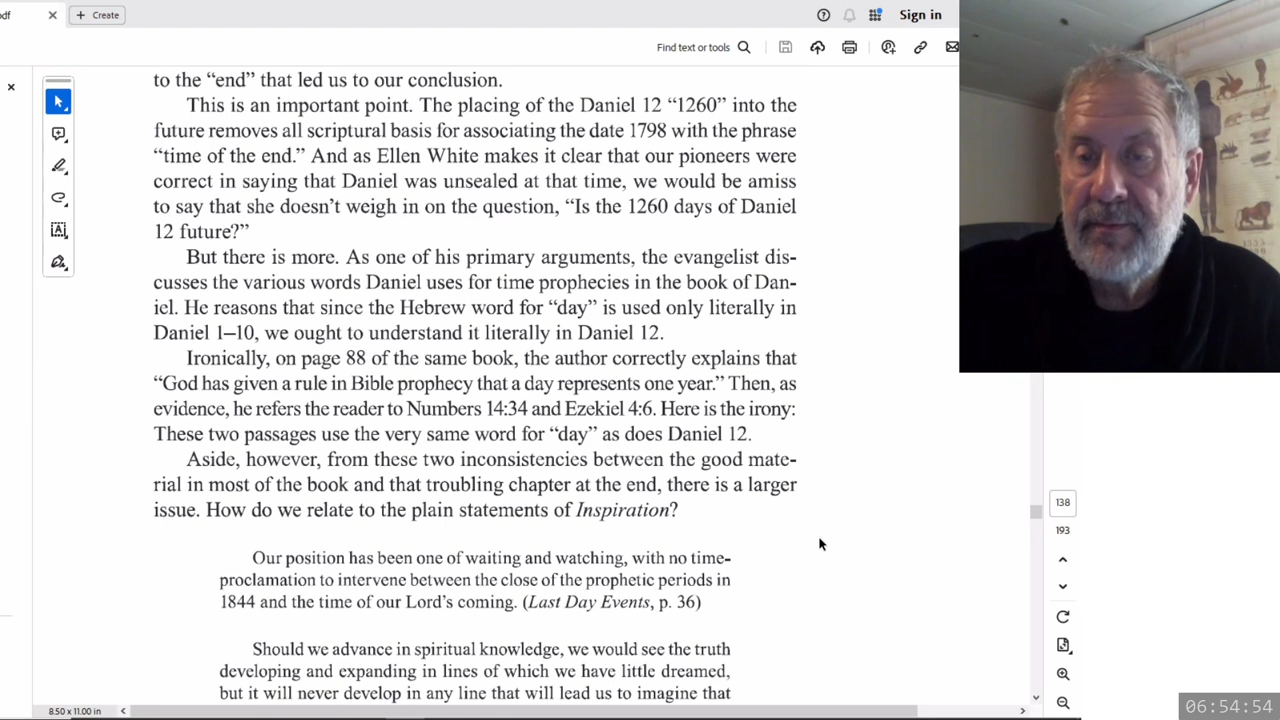 odf
Create
Sign in
Find text or tools
to the “end” that led us to our conclusion.
This is an important point. The placing of the Daniel 12 “1260” into the
future removes all scriptural basis for associating the date 1798 with the phrase
“time of the end.” And as Ellen White makes it clear that our pioneers were
correct in saying that Daniel was unsealed at that time, we would be amiss
to say that she doesn’t weigh in on the question, “Is the 1260 days of Daniel
12 future?”
But there is more. As one of his primary arguments, the evangelist dis-
cusses the various words Daniel uses for time prophecies in the book of Dan-
iel. He reasons that since the Hebrew word for “day” is used only literally in
Daniel 1–10, we ought to understand it literally in Daniel 12.
Ironically, on page 88 of the same book, the author correctly explains that
“God has given a rule in Bible prophecy that a day represents one year.” Then, as
evidence, he refers the reader to Numbers 14:34 and Ezekiel 4:6. Here is the irony:
These two passages use the very same word for “day” as does Daniel 12.
Aside, however, from these two inconsistencies between the good mate-
rial in most of the book and that troubling chapter at the end, there is a larger
issue. How do we relate to the plain statements of Inspiration?
Our position has been one of waiting and watching, with no time-
proclamation to intervene between the close of the prophetic periods in
1844 and the time of our Lord’s coming. (Last Day Events, p. 36)
Should we advance in spiritual knowledge, we would see the truth
developing and expanding in lines of which we have little dreamed,
but it will never develop in any line that will lead us to imagine that
138
193
8.50 x 11.00 in
06:54:54